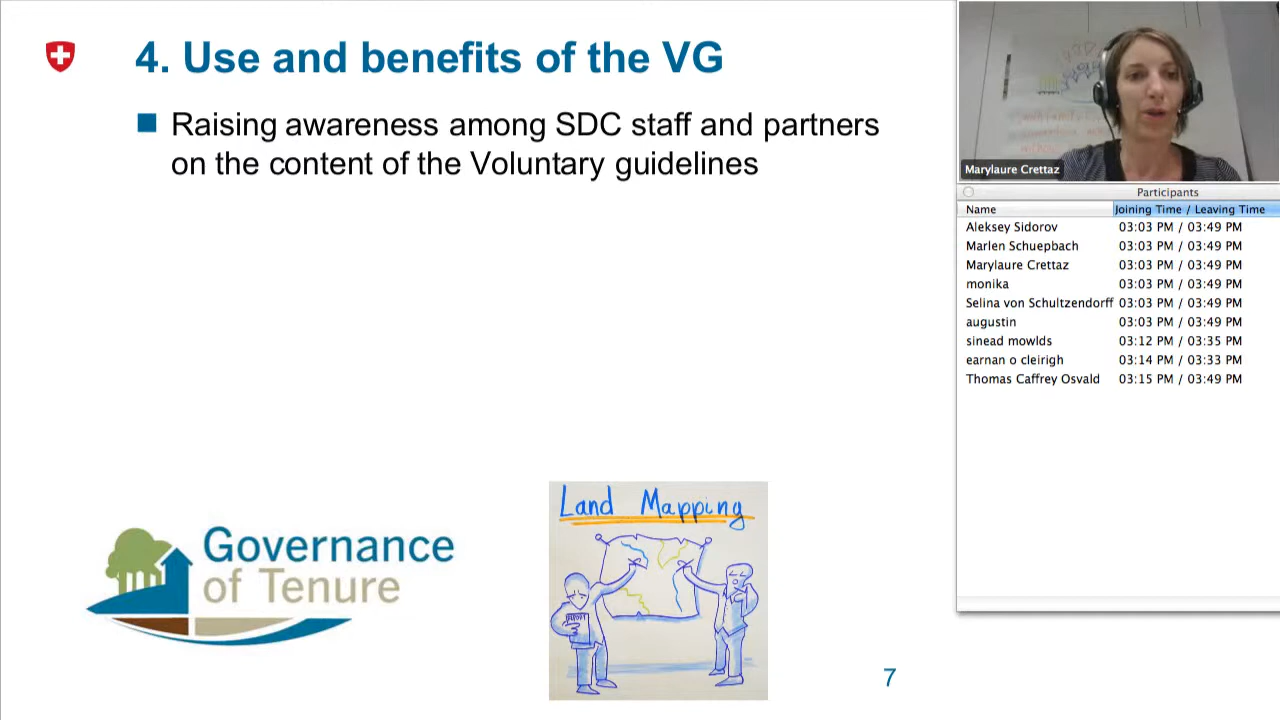 4. Use and benefits of the VG
Raising awareness among SDC staff and partners
on the content of the Voluntary guidelines
Governance
of Tenure
Land Mapping
7
Marylaure Crettaz
Participants
Name Joining Time / Leaving Time
Aleksey Sidorov 03:03 PM / 03:49 PM
Marlen Schuepbach 03:03 PM / 03:49 PM
Marylaure Crettaz 03:03 PM / 03:49 PM
monika 03:03 PM / 03:49 PM
Selina von Schultzendorff 03:03 PM / 03:49 PM
augustin 03:03 PM / 03:49 PM
sinead mowlds 03:12 PM / 03:35 PM
earnan o cleirigh 03:14 PM / 03:33 PM
Thomas Caffrey Osvald 03:15 PM / 03:49 PM